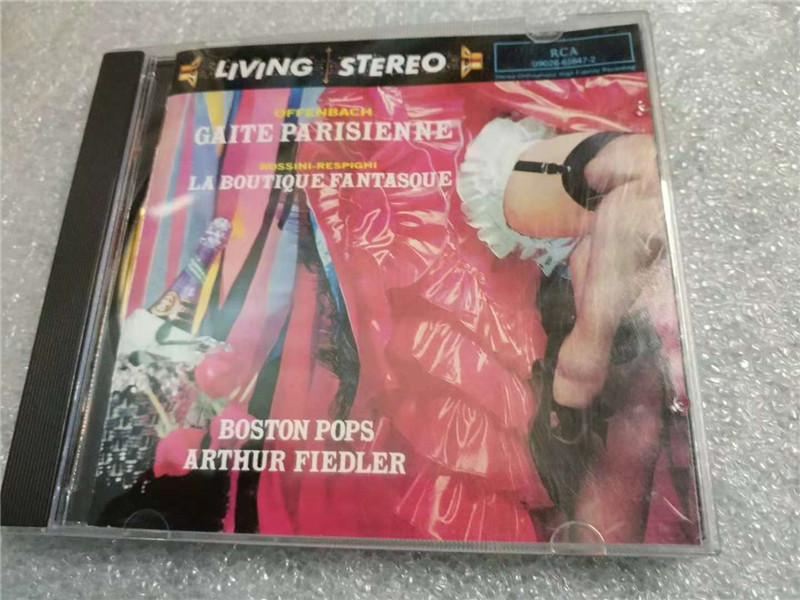 LIVING STEREO
RCA
09026-61847-2
OFFENBACH
GAITE PARISIENNE
ROSSINI-RESPIGHI
LA BOUTIQUE FANTASQUE
BOSTON POPS
ARTHUR FIEDLER